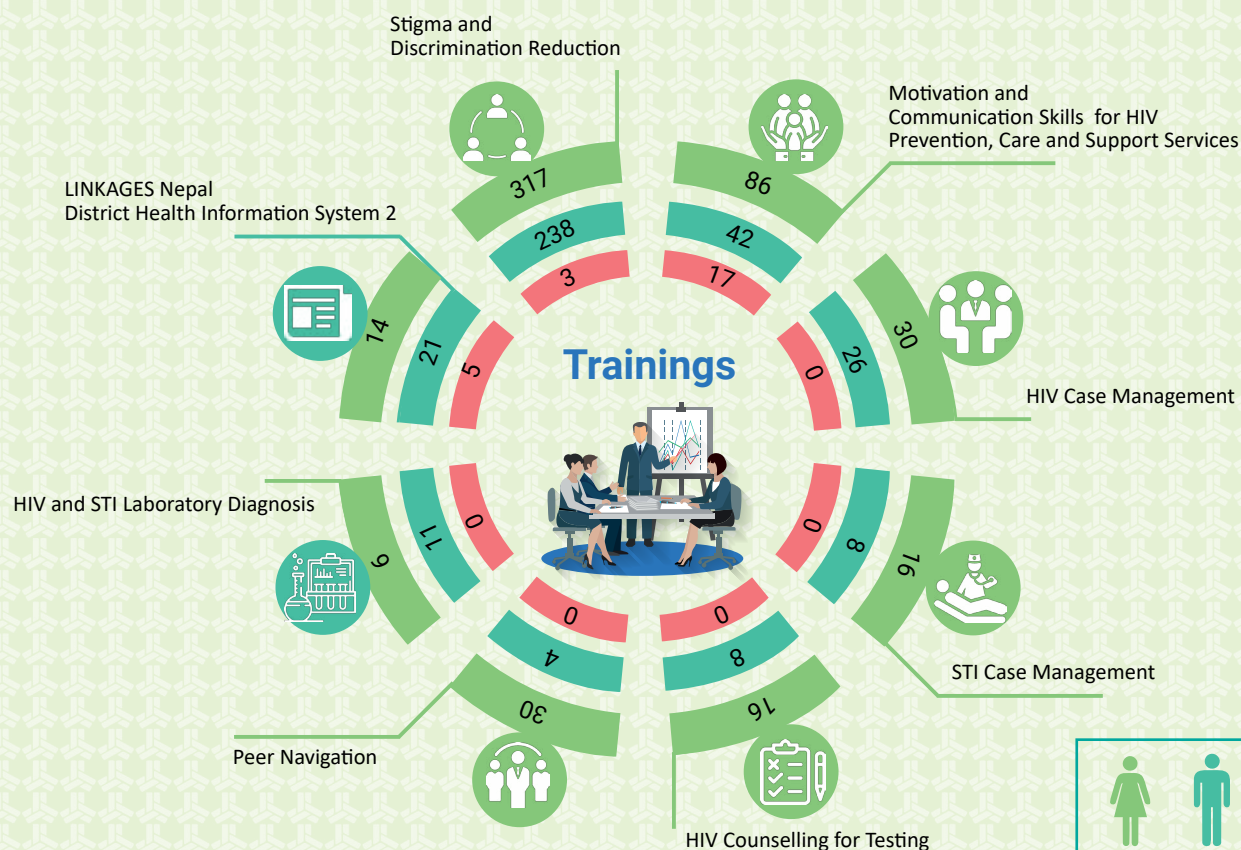 Stigma and
Discrimination Reduction
317
238
3
Motivation and
Communication Skills for HIV
Prevention, Care and Support Services
86
42
17
LINKAGES Nepal
District Health Information System 2
14
21
5
Trainings
30
26
0
HIV Case Management
HIV and STI Laboratory Diagnosis
9
11
0
16
8
0
STI Case Management
Peer Navigation
30
4
0
16
8
0
HIV Counselling for Testing